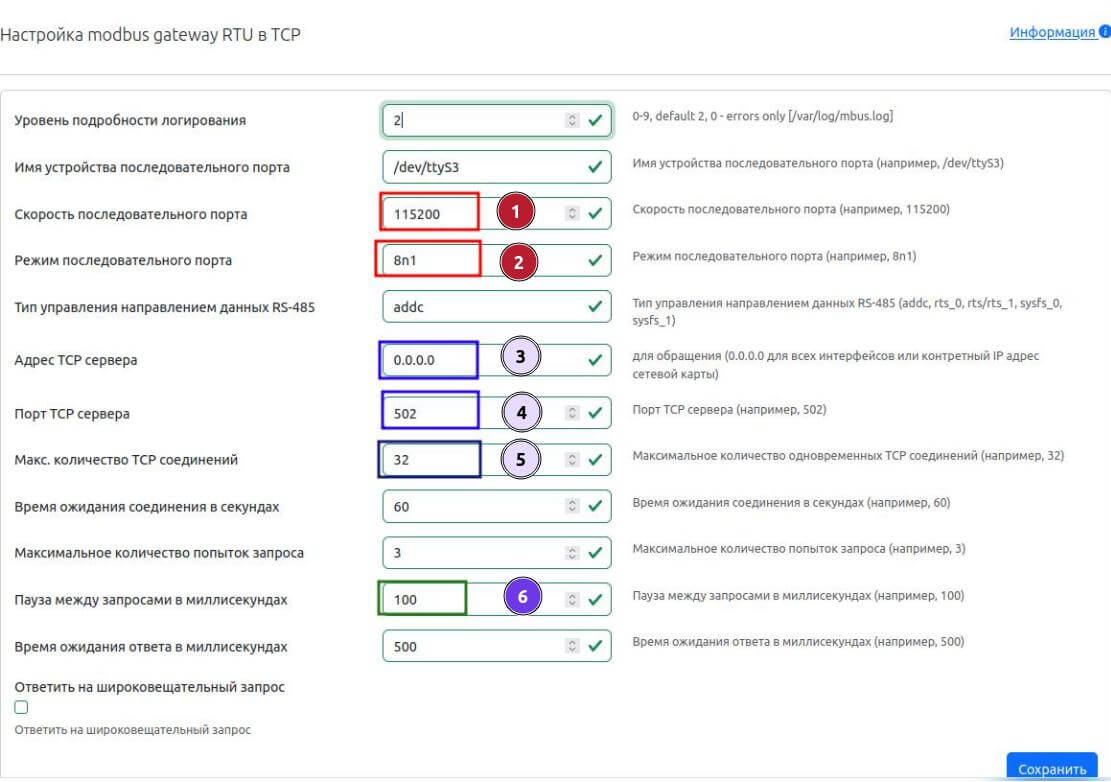 Настройка modbus gateway RTU в TCP
Информация i
Уровень подробности логирования
2
0-9, default 2, 0 - errors only [/var/log/mbus.log]
Имя устройства последовательного порта
/dev/ttyS3
Имя устройства последовательного порта (например, /dev/ttyS3)
Скорость последовательного порта
115200
1
Скорость последовательного порта (например, 115200)
Режим последовательного порта
8n1
2
Режим последовательного порта (например, 8n1)
Тип управления направлением данных RS-485
addc
Тип управления направлением данных RS-485 (addc, rts_0, rts/rts_1, sysfs_0,
sysfs_1)
Адрес TCP сервера
0.0.0.0
3
для обращения (0.0.0.0 для всех интерфейсов или контретный IP адрес
сетевой карты)
Порт TCP сервера
502
4
Порт TCP сервера (например, 502)
Макс. количество TCP соединений
32
5
Максимальное количество одновременных TCP соединений (например, 32)
Время ожидания соединения в секундах
60
Время ожидания соединения в секундах (например, 60)
Максимальное количество попыток запроса
3
Максимальное количество попыток запроса (например, 3)
Пауза между запросами в миллисекундах
100
6
Пауза между запросами в миллисекундах (например, 100)
Время ожидания ответа в миллисекундах
500
Время ожидания ответа в миллисекундах (например, 500)
Ответить на широковещательный запрос
Ответить на широковещательный запрос
Сохранить